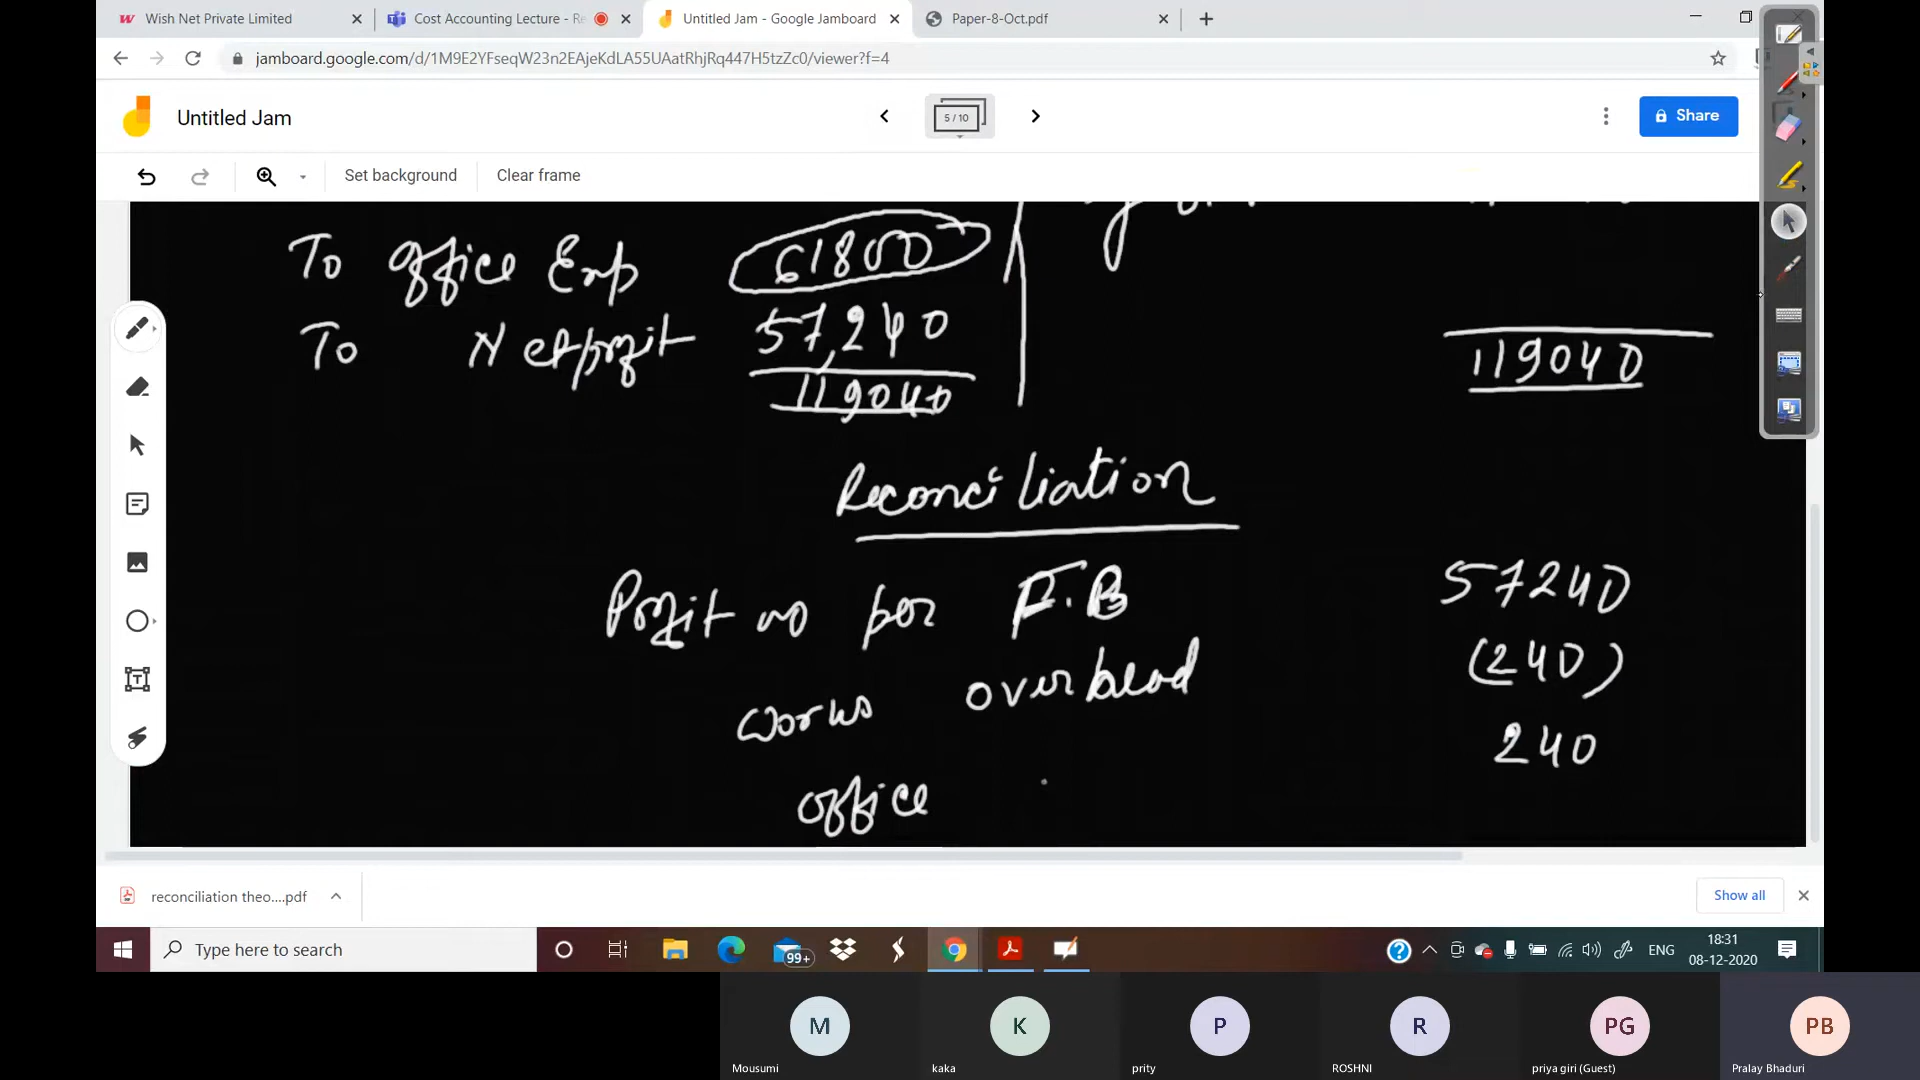 Wish Net Private Limited
Cost Accounting Lecture - Re
Untitled Jam - Google Jamboard
Paper-8-Oct.pdf
jamboard.google.com/d/1M9E2YFseqW23n2EAjeKdLA55UAatRhjRq447H5tzZc0/viewer?f=4
Untitled Jam
5 / 10
Share
Set background
Clear frame
To office Exp 61800
To Netprofit 57,240
119040
119040
Reconciliation
Profit as per F.B 57240
works overhead (240)
office 240
reconciliation theo....pdf
Show all
Type here to search
99+
ENG
18:31
08-12-2020
M
K
P
R
PG
PB
Mousumi
kaka
prity
ROSHNI
priya giri (Guest)
Pralay Bhaduri